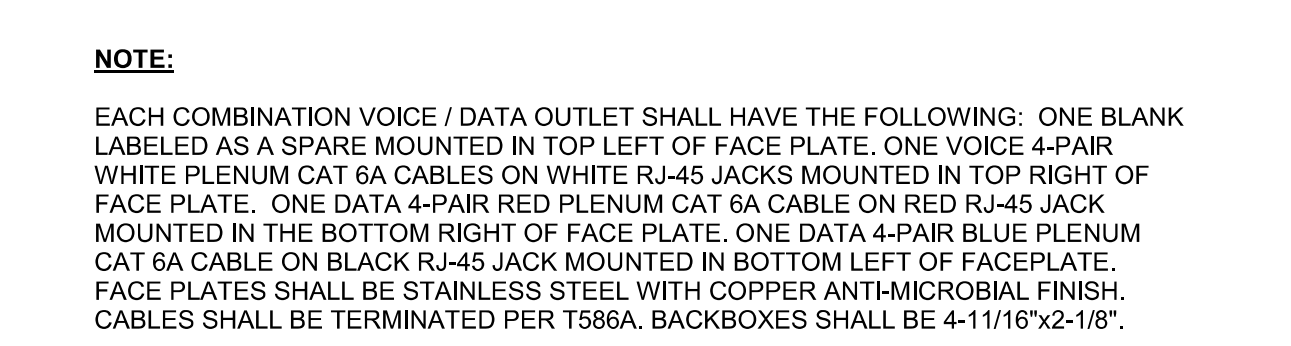 NOTE:
EACH COMBINATION VOICE / DATA OUTLET SHALL HAVE THE FOLLOWING:  ONE BLANK
LABELED AS A SPARE MOUNTED IN TOP LEFT OF FACE PLATE. ONE VOICE 4-PAIR
WHITE PLENUM CAT 6A CABLES ON WHITE RJ-45 JACKS MOUNTED IN TOP RIGHT OF
FACE PLATE.  ONE DATA 4-PAIR RED PLENUM CAT 6A CABLE ON RED RJ-45 JACK
MOUNTED IN THE BOTTOM RIGHT OF FACE PLATE. ONE DATA 4-PAIR BLUE PLENUM
CAT 6A CABLE ON BLACK RJ-45 JACK MOUNTED IN BOTTOM LEFT OF FACEPLATE.
FACE PLATES SHALL BE STAINLESS STEEL WITH COPPER ANTI-MICROBIAL FINISH.
CABLES SHALL BE TERMINATED PER T586A. BACKBOXES SHALL BE 4-11/16"x2-1/8".